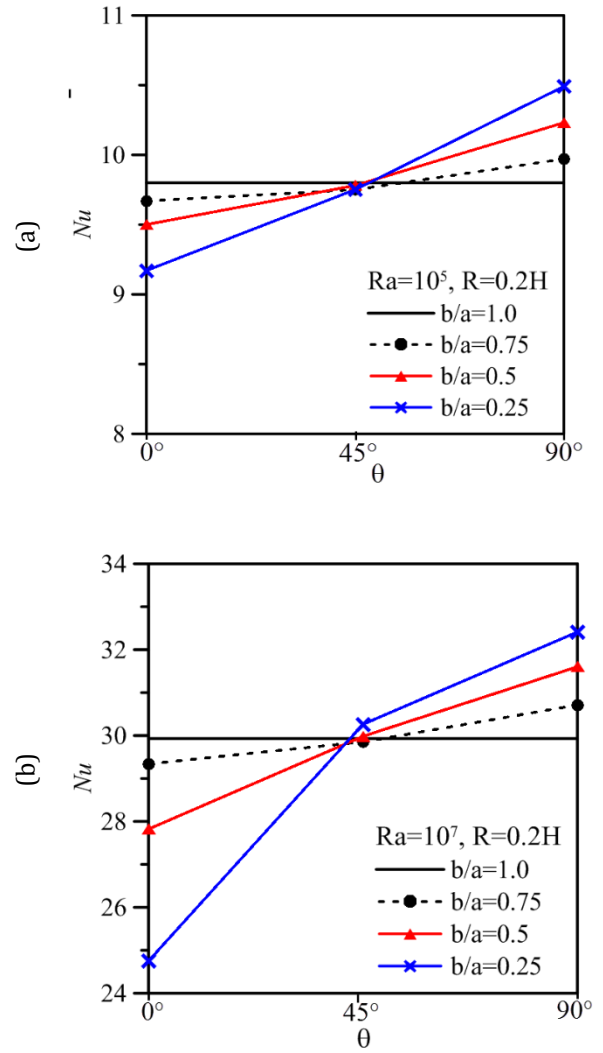 11
10
9
8
(a)
Nu
Ra=10⁵, R=0.2H
b/a=1.0
b/a=0.75
b/a=0.5
b/a=0.25
0° 45° 90°
θ
34
32
30
28
26
24
(b)
Nu
Ra=10⁷, R=0.2H
b/a=1.0
b/a=0.75
b/a=0.5
b/a=0.25
0° 45° 90°
θ